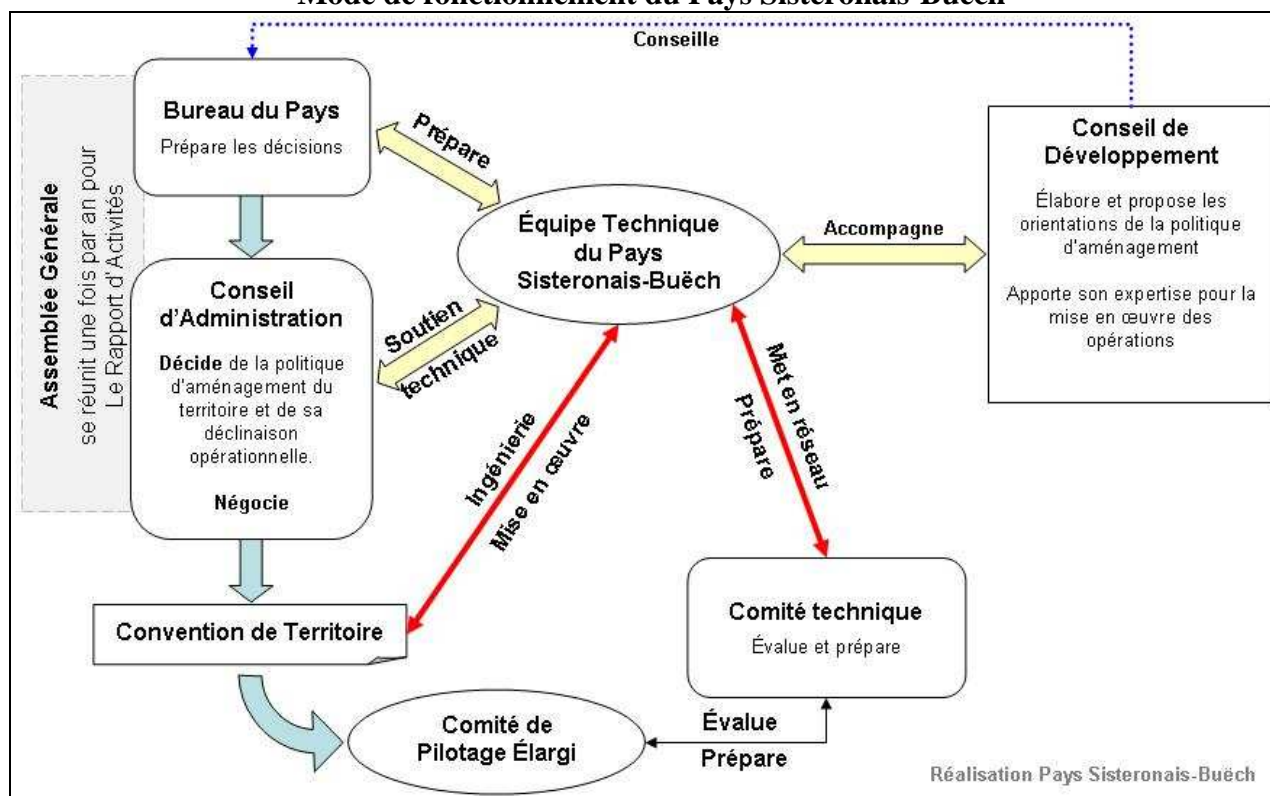 Mode de fonctionnement du Pays Sisteronais-Buëch
Conseille
Assemblée Générale
se réunit une fois par an pour
Le Rapport d'Activités
Bureau du Pays
Prépare les décisions
Prépare
Conseil de
Développement
Élabore et propose les
orientations de la politique
d'aménagement
Apporte son expertise pour la
mise en œuvre des
opérations
Équipe Technique
du Pays
Sisteronais-Buëch
Accompagne
Conseil
d'Administration
Décide de la politique
d'aménagement du
territoire et de sa
déclinaison
opérationnelle.
Négocie
Soutien
technique
Ingénierie
Mise en œuvre
Met en réseau
Prépare
Convention de Territoire
Comité technique
Évalue et prépare
Comité de
Pilotage Élargi
Évalue
Prépare
Réalisation Pays Sisteronais-Buëch